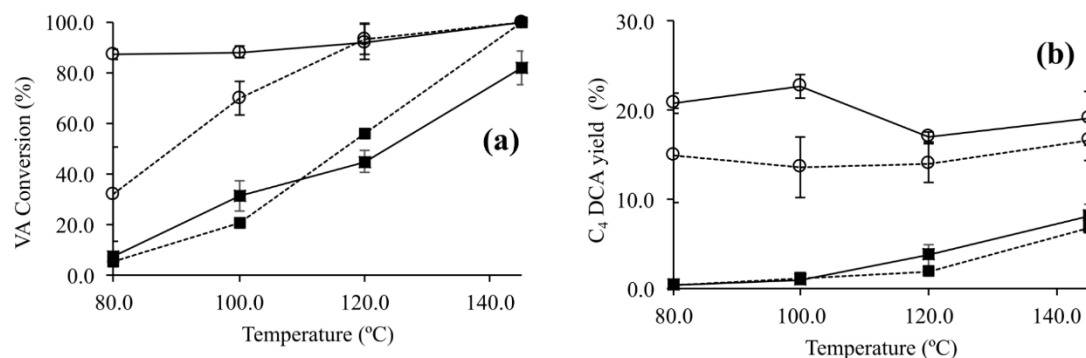 100.0
80.0
60.0
40.0
20.0
0.0
VA Conversion (%)
(a)
80.0 100.0 120.0 140.0
Temperature (ºC)
30.0
20.0
10.0
0.0
C₄ DCA yield (%)
(b)
80.0 100.0 120.0 140.0
Temperature (ºC)